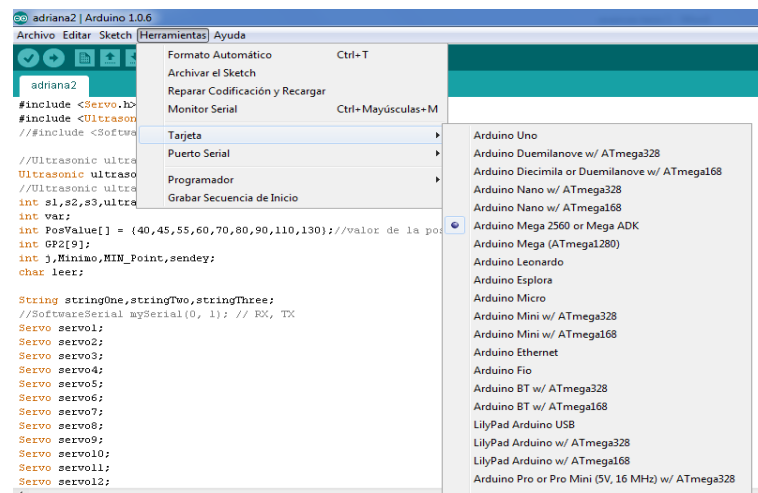 adriana2 | Arduino 1.0.6
Archivo Editar Sketch Herramientas Ayuda
adriana2
Formato Automático Ctrl+T
Archivar el Sketch
Reparar Codificación y Recargar
Monitor Serial Ctrl+Mayúsculas+M
Tarjeta
Puerto Serial
Programador
Grabar Secuencia de Inicio
Arduino Uno
Arduino Duemilanove w/ ATmega328
Arduino Diecimila or Duemilanove w/ ATmega168
Arduino Nano w/ ATmega328
Arduino Nano w/ ATmega168
Arduino Mega 2560 or Mega ADK
Arduino Mega (ATmega1280)
Arduino Leonardo
Arduino Esplora
Arduino Micro
Arduino Mini w/ ATmega328
Arduino Mini w/ ATmega168
Arduino Ethernet
Arduino Fio
Arduino BT w/ ATmega328
Arduino BT w/ ATmega168
LilyPad Arduino USB
LilyPad Arduino w/ ATmega328
LilyPad Arduino w/ ATmega168
Arduino Pro or Pro Mini (5V, 16 MHz) w/ ATmega328
#include <Servo.h>
#include <Ultrason
//#include <Softwa
//Ultrasonic ultra
Ultrasonic ultraso
//Ultrasonic ultra
int s1,s2,s3,ultra
int var;
int PosValue[] = {40,45,55,60,70,80,90,110,130};//valor de la po
int GP2[9];
int j,Minimo,MIN_Point,sendey;
char leer;
String stringOne,stringTwo,stringThree;
//SoftwareSerial mySerial(0, 1); // RX, TX
Servo servo1;
Servo servo2;
Servo servo3;
Servo servo4;
Servo servo5;
Servo servo6;
Servo servo7;
Servo servo8;
Servo servo9;
Servo servo10;
Servo servo11;
Servo servo12;